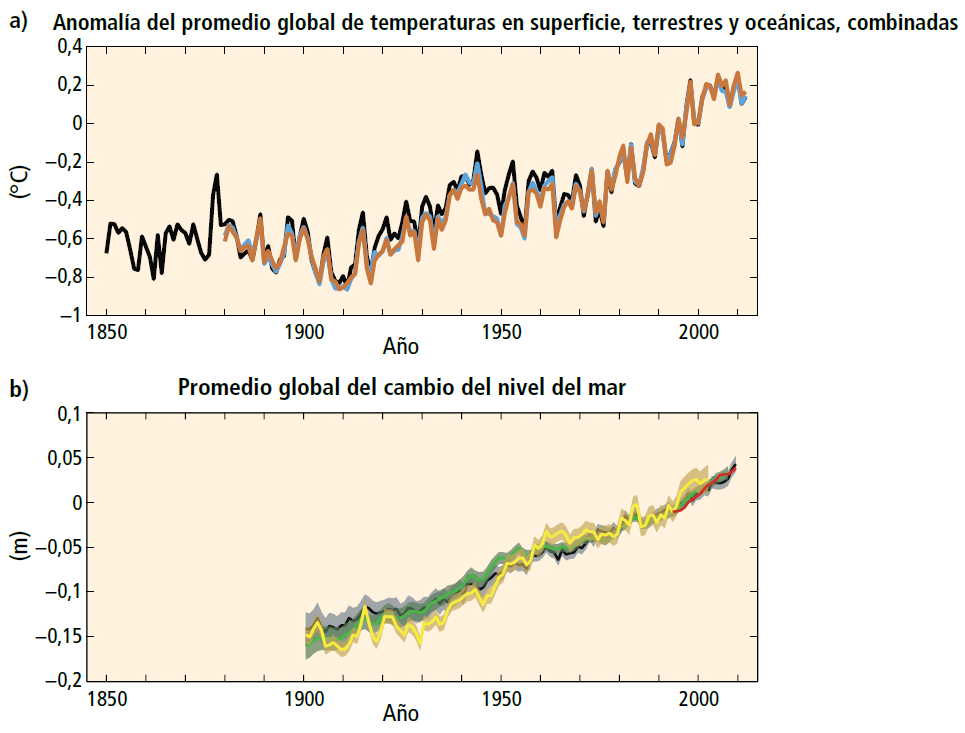 a) Anomalía del promedio global de temperaturas en superficie, terrestres y oceánicas, combinadas
0,4
0,2
0
−0,2
−0,4
−0,6
−0,8
−1
(°C)
1850 1900 1950 2000
Año
b) Promedio global del cambio del nivel del mar
0,1
0,05
0
−0,05
−0,1
−0,15
−0,2
(m)
1850 1900 1950 2000
Año